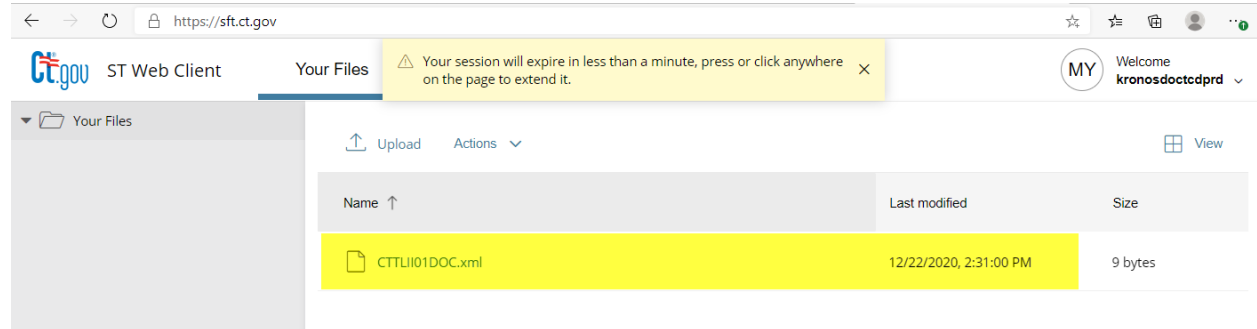 https://sft.ct.gov
Ct.gov ST Web Client
Your Files
Your session will expire in less than a minute, press or click anywhere
on the page to extend it.
MY
Welcome
kronosdoctcdprd
Your Files
Upload Actions View
Name Last modified Size
CTTLII01DOC.xml 12/22/2020, 2:31:00 PM 9 bytes